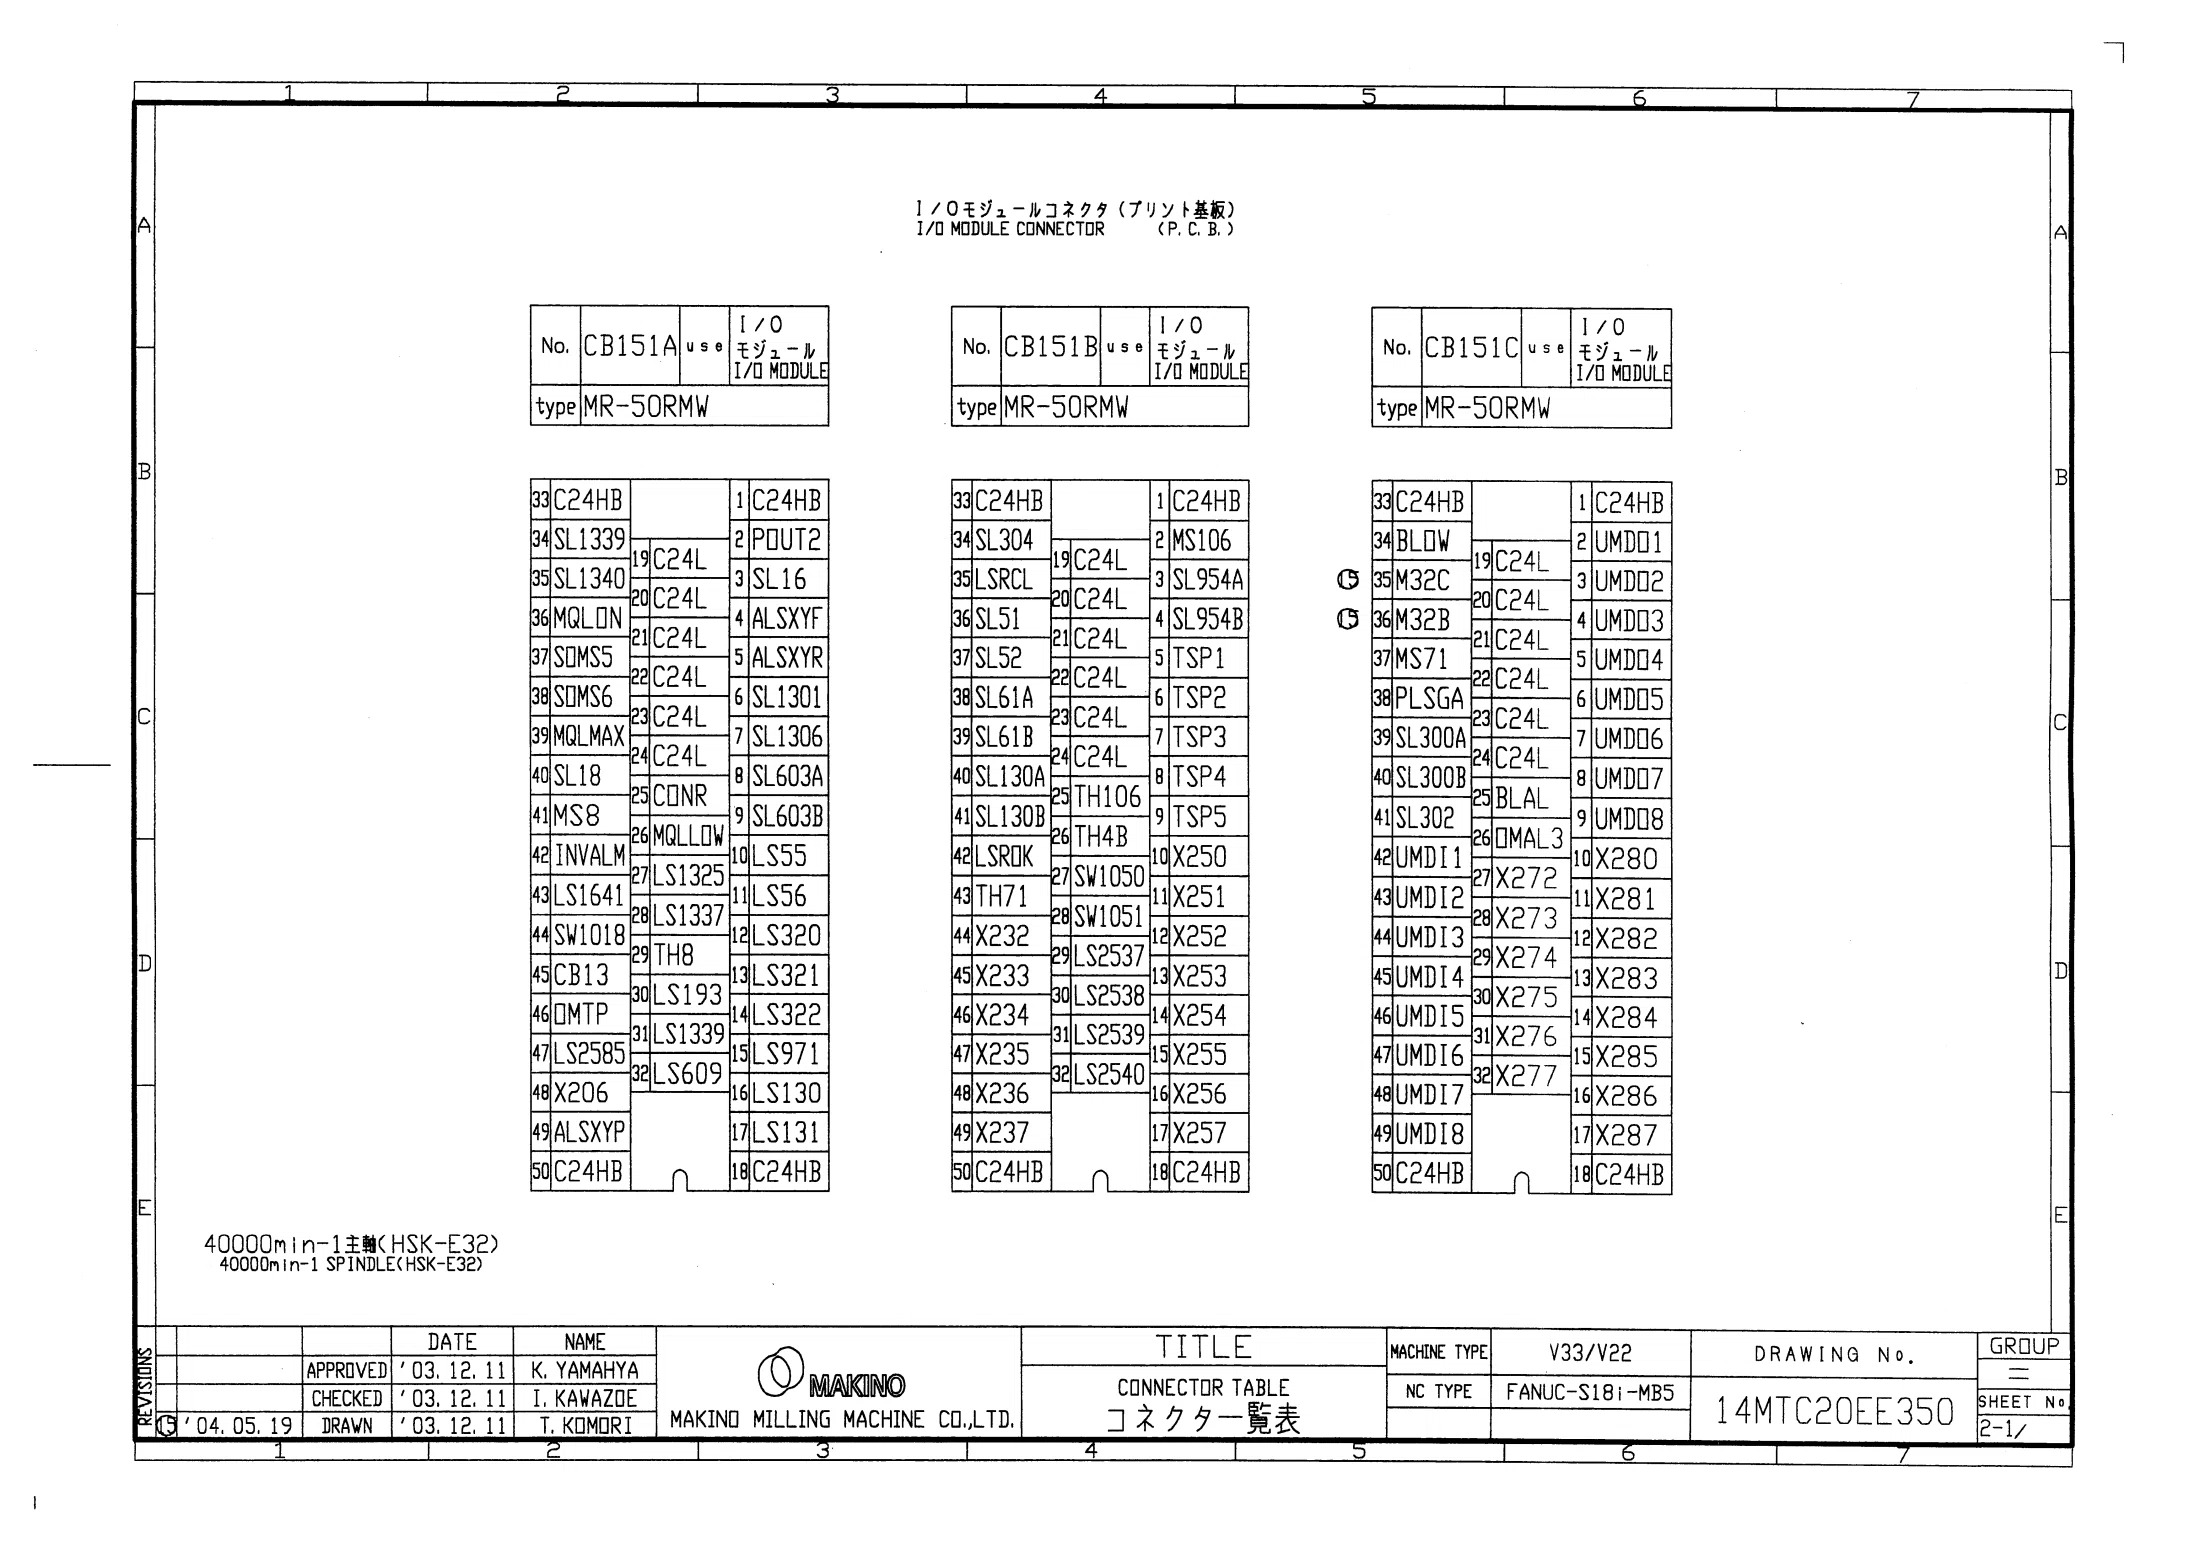 1 2 3 4 5 6 7
A A
I/Oモジュールコネクタ(プリント基板)
I/O MODULE CONNECTOR (P.C.B.)
No. CB151A use I/O モジュール I/O MODULE
type MR-50RMW
No. CB151B use I/O モジュール I/O MODULE
type MR-50RMW
No. CB151C use I/O モジュール I/O MODULE
type MR-50RMW
B B
33 C24HB
34 SL1339
35 SL1340
36 MQLON
37 SOMS5
38 SOMS6
39 MQLMAX
40 SL18
41 MS8
42 INVALM
43 LS1641
44 SW1018
45 CB13
46 OMTP
47 LS2585
48 X206
49 ALSXYP
50 C24HB
19 C24L
20 C24L
21 C24L
22 C24L
23 C24L
24 C24L
25 CONR
26 MQLLOW
27 LS1325
28 LS1337
29 TH8
30 LS193
31 LS1339
32 LS609
1 C24HB
2 POUT2
3 SL16
4 ALSXYF
5 ALSXYR
6 SL1301
7 SL1306
8 SL603A
9 SL603B
10 LS55
11 LS56
12 LS320
13 LS321
14 LS322
15 LS971
16 LS130
17 LS131
18 C24HB
33 C24HB
34 SL304
35 LSRCL
36 SL51
37 SL52
38 SL61A
39 SL61B
40 SL130A
41 SL130B
42 LSROK
43 TH71
44 X232
45 X233
46 X234
47 X235
48 X236
49 X237
50 C24HB
19 C24L
20 C24L
21 C24L
22 C24L
23 C24L
24 C24L
25 TH106
26 TH4B
27 SW1050
28 SW1051
29 LS2537
30 LS2538
31 LS2539
32 LS2540
1 C24HB
2 MS106
3 SL954A
4 SL954B
5 TSP1
6 TSP2
7 TSP3
8 TSP4
9 TSP5
10 X250
11 X251
12 X252
13 X253
14 X254
15 X255
16 X256
17 X257
18 C24HB
33 C24HB
34 BLOW
15 35 M32C
15 36 M32B
37 MS71
38 PLSGA
39 SL300A
40 SL300B
41 SL302
42 UMDI1
43 UMDI2
44 UMDI3
45 UMDI4
46 UMDI5
47 UMDI6
48 UMDI7
49 UMDI8
50 C24HB
19 C24L
20 C24L
21 C24L
22 C24L
23 C24L
24 C24L
25 BLAL
26 OMAL3
27 X272
28 X273
29 X274
30 X275
31 X276
32 X277
1 C24HB
2 UMDO1
3 UMDO2
4 UMDO3
5 UMDO4
6 UMDO5
7 UMDO6
8 UMDO7
9 UMDO8
10 X280
11 X281
12 X282
13 X283
14 X284
15 X285
16 X286
17 X287
18 C24HB
C C
D D
E E
40000min-1主軸(HSK-E32)
40000min-1 SPINDLE(HSK-E32)
REVISIONS
DATE NAME
APPROVED '03. 12. 11 K. YAMAHYA
CHECKED '03. 12. 11 I. KAWAZOE
15 '04. 05. 19 DRAWN '03. 12. 11 T. KOMORI
MAKINO
MAKINO MILLING MACHINE CO.,LTD.
TITLE
CONNECTOR TABLE
コネクタ一覧表
MACHINE TYPE V33/V22
NC TYPE FANUC-S18i-MB5
DRAWING No.
14MTC20EE350
GROUP
二
SHEET No.
2-1/
1 2 3 4 5 6 7